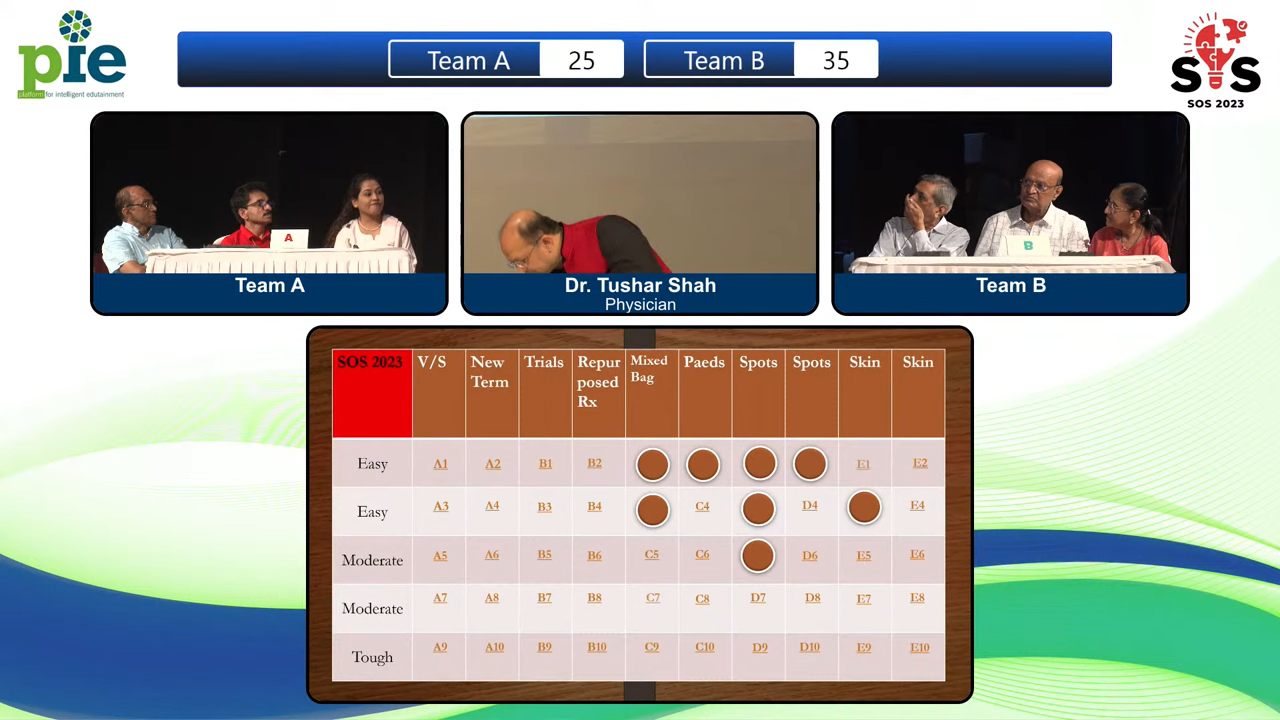 pie
platform for intelligent edutainment
Team A 25 Team B 35
SOS
SOS 2023
A
B
Team A
Dr. Tushar Shah
Physician
Team B
SOS 2023 V/S New Term Trials Repur posed Rx Mixed Bag Paeds Spots Spots Skin Skin
Easy A1 A2 B1 B2 E1 E2
Easy A3 A4 B3 B4 C4 D4 E4
Moderate A5 A6 B5 B6 C5 C6 D6 E5 E6
Moderate A7 A8 B7 B8 C7 C8 D7 D8 E7 E8
Tough A9 A10 B9 B10 C9 C10 D9 D10 E9 E10